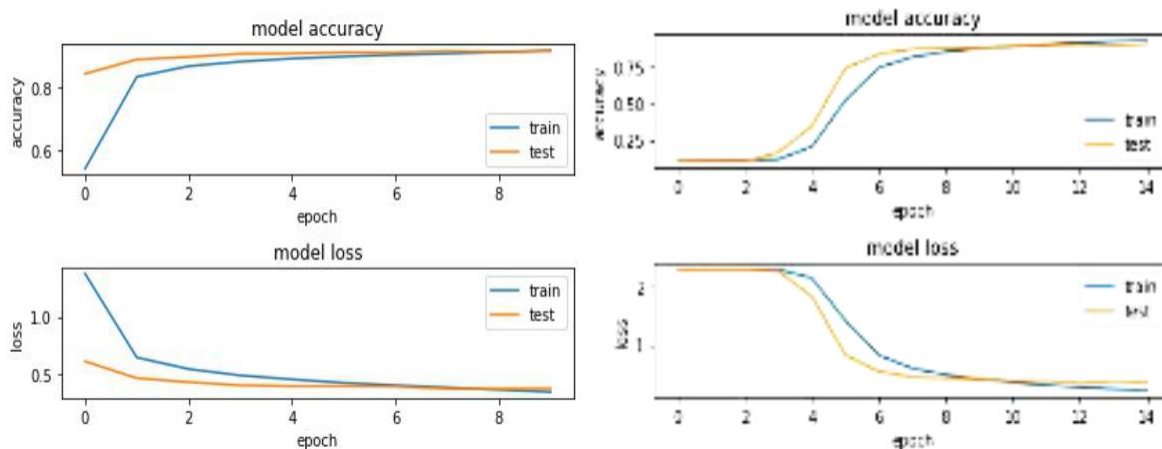 model accuracy
accuracy
0.8
0.6
train
test
0 2 4 6 8
epoch
model loss
loss
1.0
0.5
train
test
0 2 4 6 8
epoch
model accuracy
accuracy
0.75
0.50
0.25
train
test
0 2 4 6 8 10 12 14
epoch
model loss
loss
2
1
train
test
0 2 4 6 8 10 12 14
epoch